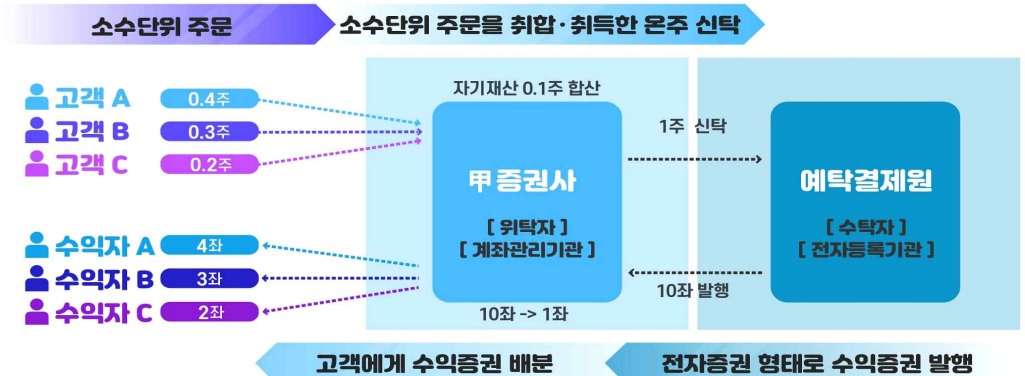 소수단위 주문
소수단위 주문을 취합·취득한 온주 신탁
고객 A 0.4주
고객 B 0.3주
고객 C 0.2주
자기재산 0.1주 합산
甲 증권사
[ 위탁자 ]
[ 계좌관리기관 ]
1주 신탁
예탁결제원
[ 수탁자 ]
[ 전자등록기관 ]
수익자 A 4좌
수익자 B 3좌
수익자 C 2좌
10좌 발행
10좌 -> 1좌
고객에게 수익증권 배분
전자증권 형태로 수익증권 발행